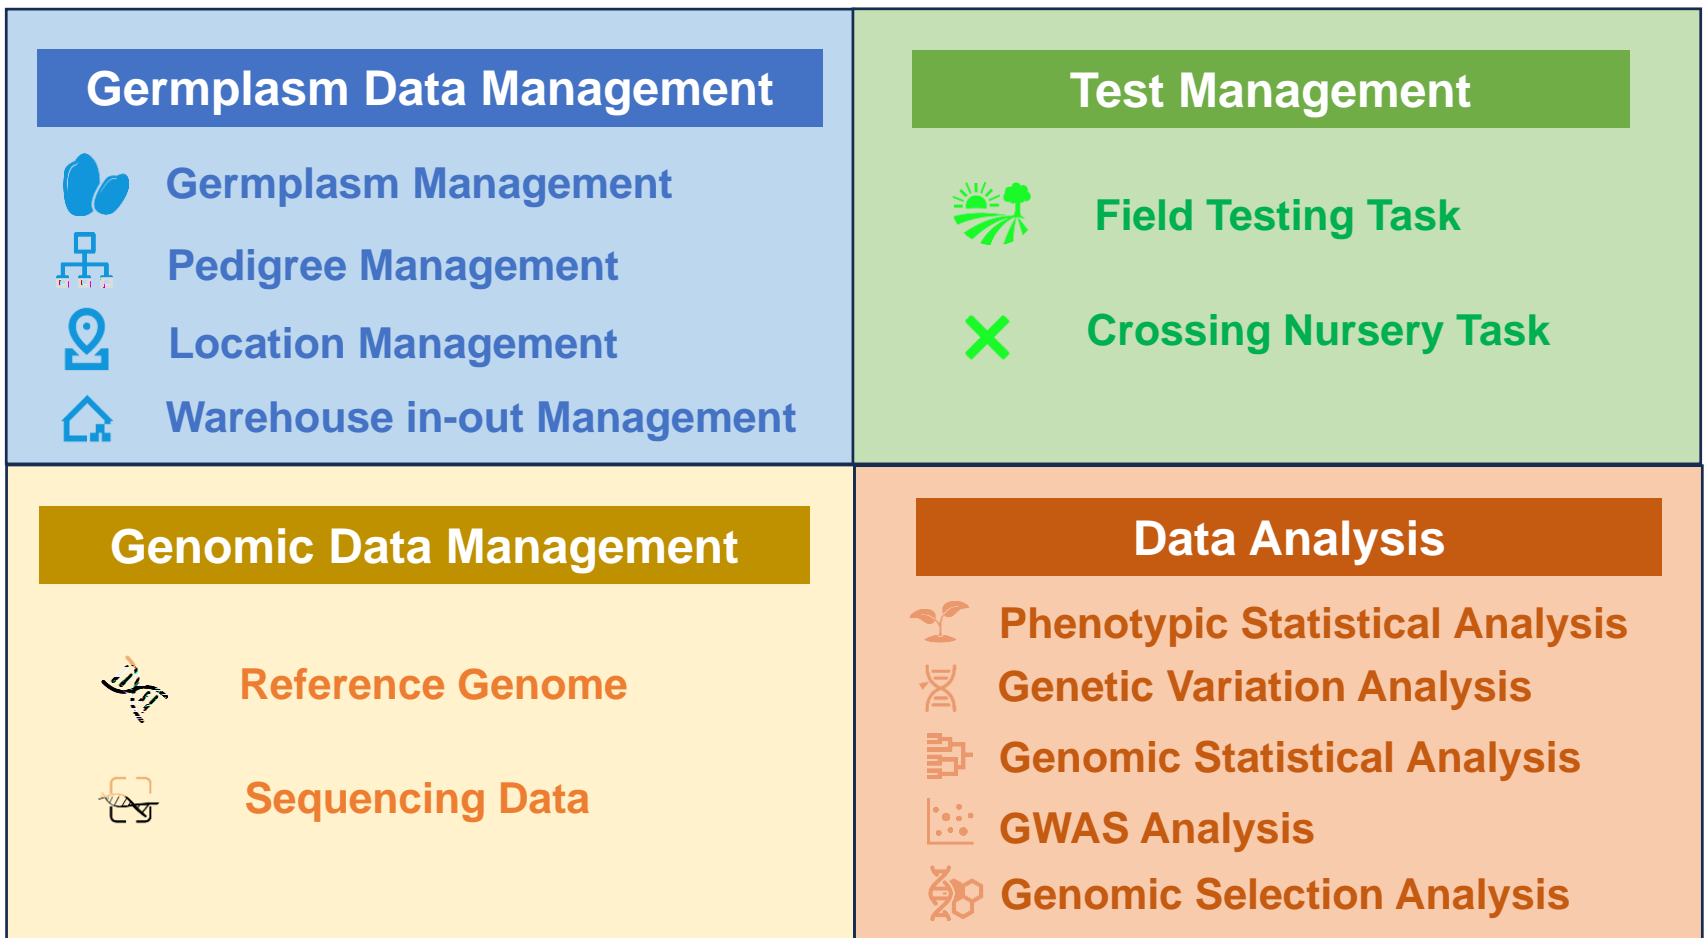 Germplasm Data Management
Germplasm Management
Pedigree Management
Location Management
Warehouse in-out Management
Test Management
Field Testing Task
Crossing Nursery Task
Genomic Data Management
Reference Genome
Sequencing Data
Data Analysis
Phenotypic Statistical Analysis
Genetic Variation Analysis
Genomic Statistical Analysis
GWAS Analysis
Genomic Selection Analysis